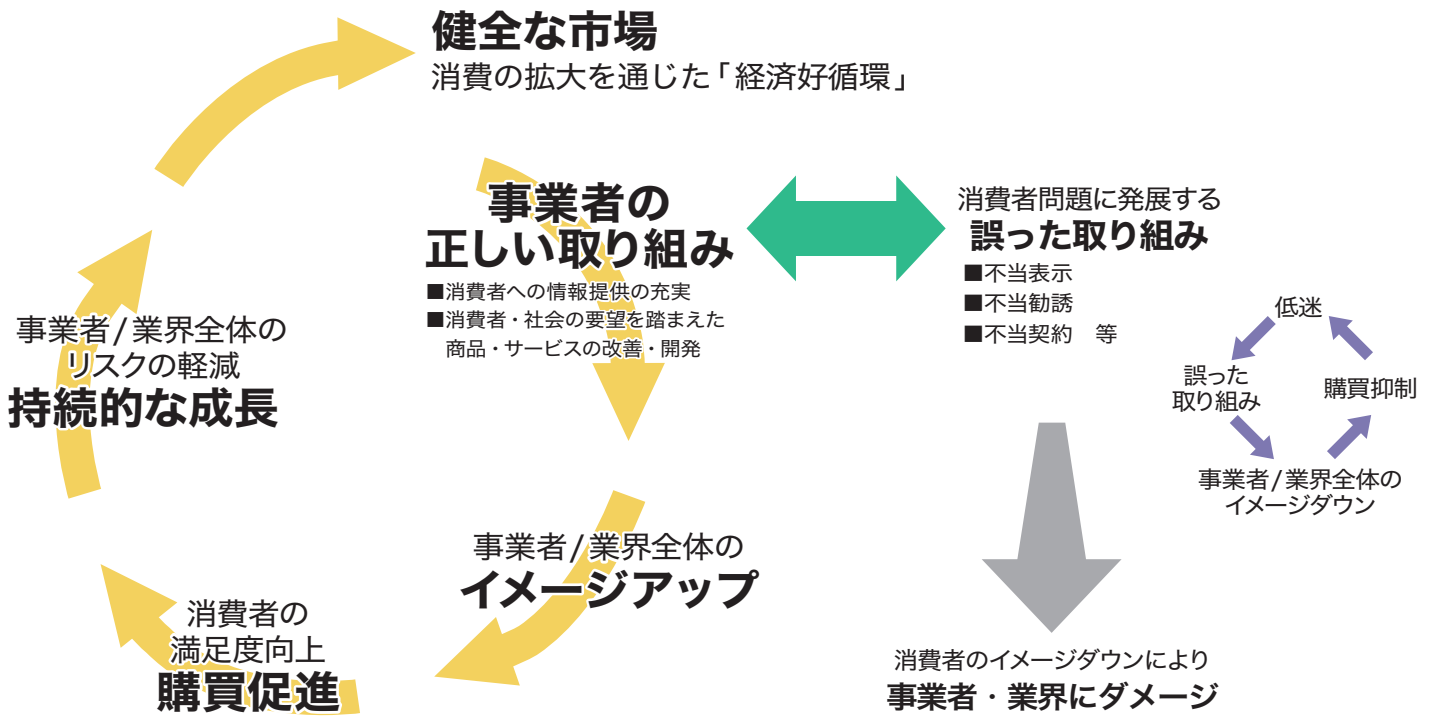 健全な市場
消費の拡大を通じた「経済好循環」
事業者の
正しい取り組み
■消費者への情報提供の充実
■消費者・社会の要望を踏まえた
商品・サービスの改善・開発
事業者/業界全体の
イメージアップ
消費者の
満足度向上
購買促進
事業者/業界全体の
リスクの軽減
持続的な成長
消費者問題に発展する
誤った取り組み
■不当表示
■不当勧誘
■不当契約　等
低迷
誤った
取り組み
事業者/業界全体の
イメージダウン
購買抑制
消費者のイメージダウンにより
事業者・業界にダメージ